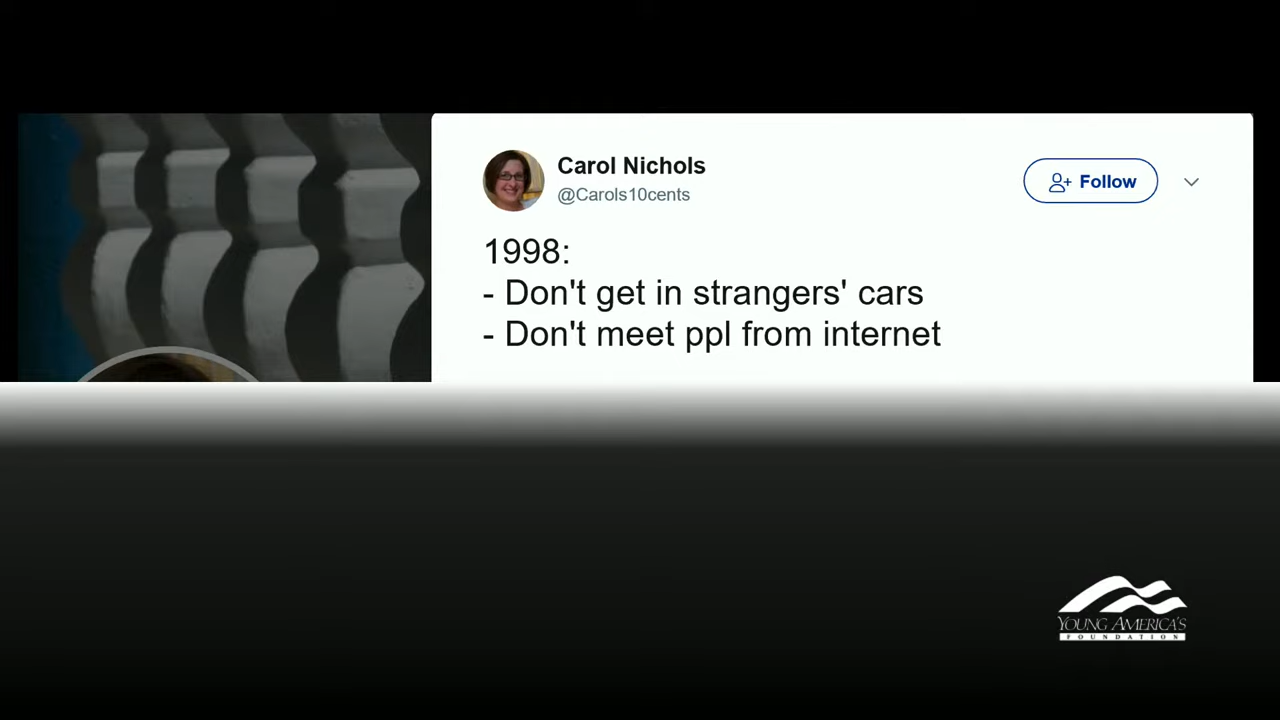 Carol Nichols
@Carols10cents
Follow
1998:
- Don't get in strangers' cars
- Don't meet ppl from internet
YOUNG AMERICA'S
FOUNDATION